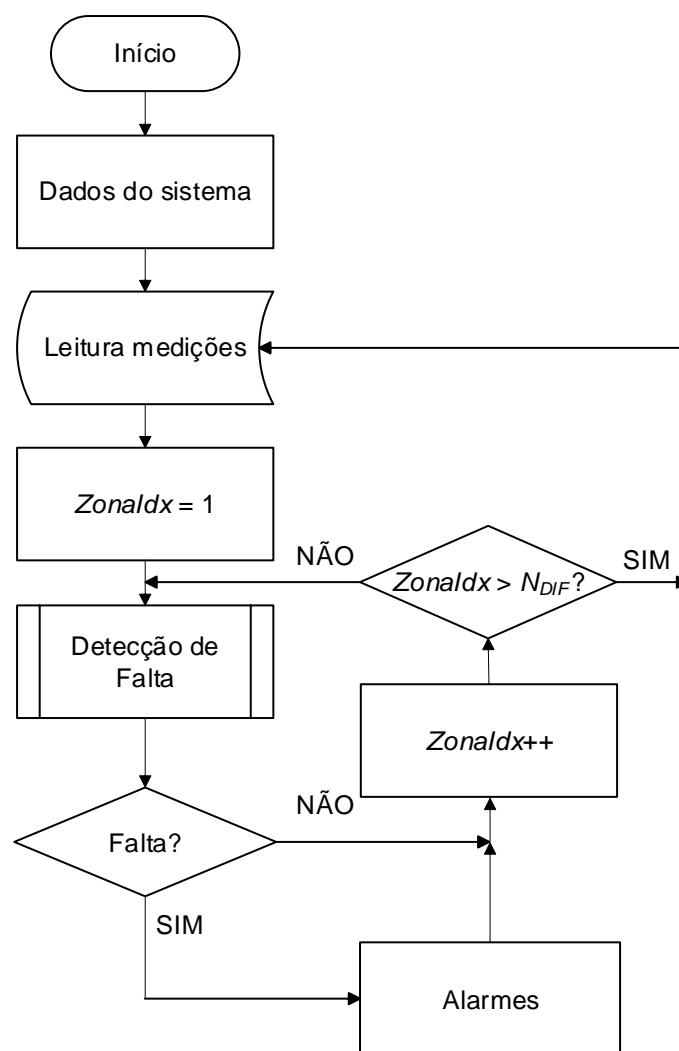 Início
Dados do sistema
Leitura medições
ZonaIdx = 1
NÃO
ZonaIdx > NDIF?
SIM
Detecção de
Falta
ZonaIdx++
NÃO
Falta?
SIM
Alarmes